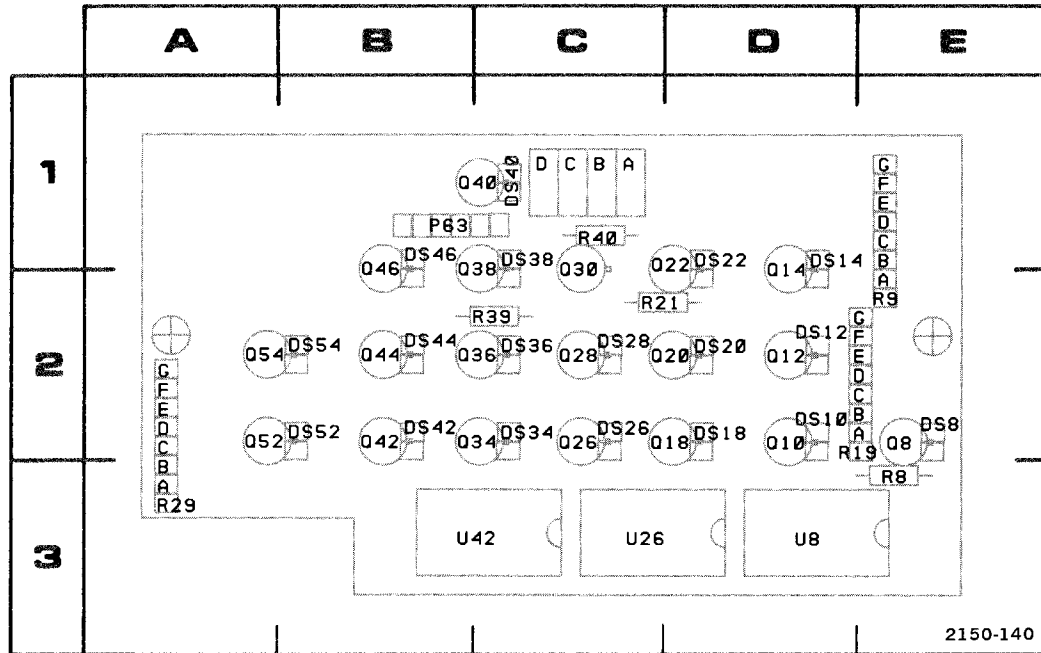 A B C D E
1
D C B A
Q40 DS40
G
F
E
D
C
B
A
R9
P63
R40
Q46 DS46 Q38 DS38 Q30 Q22 DS22 Q14 DS14
R21
R39
2
Q54 DS54 Q44 DS44 Q36 DS36 Q28 DS28 Q20 DS20 Q12 DS12
G
F
E
D
C
B
A
R19
G
F
E
D
C
B
A
R29
Q52 DS52 Q42 DS42 Q34 DS34 Q26 DS26 Q18 DS18 Q10 DS10 Q8 DS8
R8
3
U42 U26 U8
2150-140